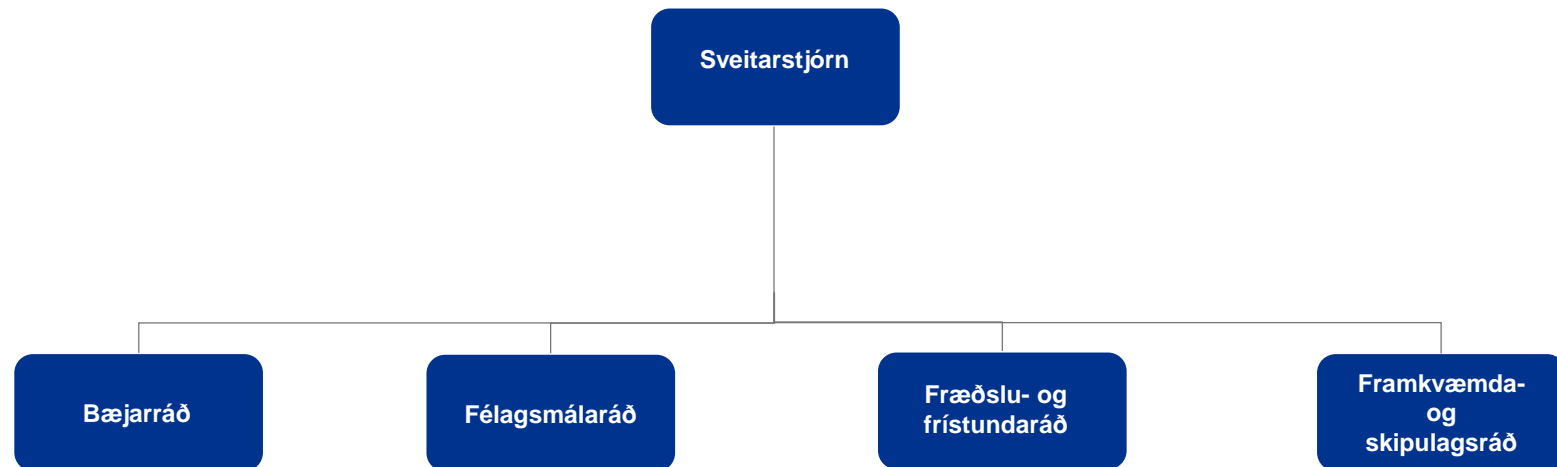 Sveitarstjórn
Bæjarráð
Félagsmálaráð
Fræðslu- og
frístundaráð
Framkvæmda-
og
skipulagsráð